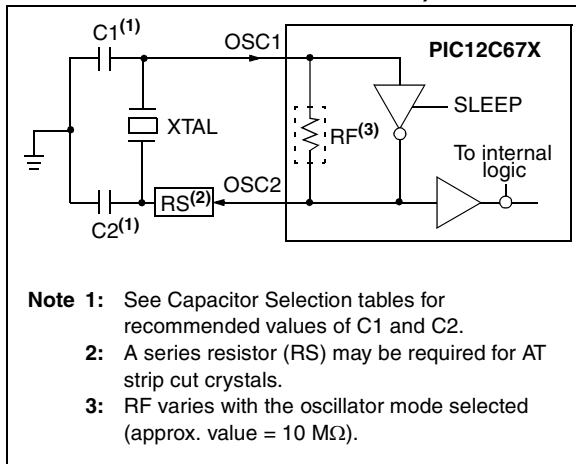 C1(1)
OSC1
PIC12C67X
SLEEP
XTAL
RF(3)
To internal
logic
OSC2
RS(2)
C2(1)
Note 1: See Capacitor Selection tables for
recommended values of C1 and C2.
2: A series resistor (RS) may be required for AT
strip cut crystals.
3: RF varies with the oscillator mode selected
(approx. value = 10 MΩ).